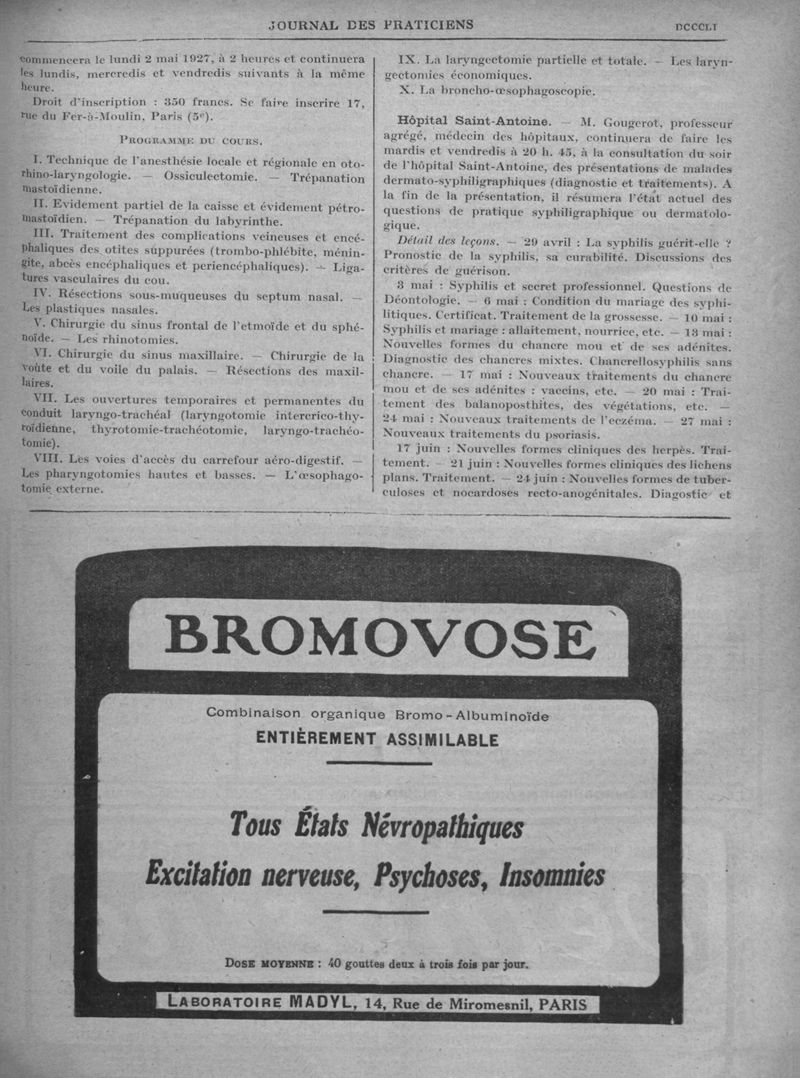 JOURNAL DES PRATICIENS
DCCCLI
commencera le lundi 2 mai 1927, à 2 heures et continuera
les lundis, mercredis et vendredis suivants à la même
heure.
Droit d'inscription : 350 francs. Se faire inscrire 17,
rue du Fer-à-Moulin, Paris (5e).
PROGRAMME DU COURS.
I. Technique de l'anesthésie locale et régionale en oto-
rhino-laryngologie. — Ossiculectomie. — Trépanation
mastoïdienne.
II. Evidement partiel de la caisse et évidement pétro-
mastoïdien. — Trépanation du labyrinthe.
III. Traitement des complications veineuses et encé-
phaliques des otites suppurées (trombo-phlébite, ménin-
gite, abcès encéphaliques et periencéphaliques). — Liga-
tures vasculaires du cou.
IV. Résections sous-muqueuses du septum nasal. —
Les plastiques nasales.
V. Chirurgie du sinus frontal de l'etmoïde et du sphé-
noïde. — Les rhinotomies.
VI. Chirurgie du sinus maxillaire. — Chirurgie de la
voûte et du voile du palais. — Résections des maxil-
laires.
VII. Les ouvertures temporaires et permanentes du
conduit laryngo-trachéal (laryngotomie intercrico-thy-
roïdienne, thyrotomie-trachéotomie, laryngo-trachéo-
tomie).
VIII. Les voies d'accès du carrefour aéro-digestif. —
Les pharyngotomies hautes et basses. — L'œsophago-
tomie externe.
IX. La laryngectomie partielle et totale. — Les laryn-
gectomies économiques.
X. La broncho-œsophagoscopie.
Hôpital Saint-Antoine. — M. Gougerot, professeur
agrégé, médecin des hôpitaux, continuera de faire les
mardis et vendredis à 20 h. 45, à la consultation du soir
de l'hôpital Saint-Antoine, des présentations de malades
dermato-syphiligraphiques (diagnostic et traitements). A
la fin de la présentation, il résumera l'état actuel des
questions de pratique syphiligraphique ou dermatolo-
gique.
Détail des leçons. — 29 avril : La syphilis guérit-elle ?
Pronostic de la syphilis, sa curabilité. Discussions des
critères de guérison.
3 mai : Syphilis et secret professionnel. Questions de
Déontologie. — 6 mai : Condition du mariage des syphi-
litiques. Certificat. Traitement de la grossesse. — 10 mai :
Syphilis et mariage : allaitement, nourrice, etc. — 13 mai :
Nouvelles formes du chancre mou et de ses adénites.
Diagnostic des chancres mixtes. Chancrellosyphilis sans
chancre. — 17 mai : Nouveaux traitements du chancre
mou et de ses adénites : vaccins, etc. — 20 mai : Trai-
tement des balanoposthites, des végétations, etc. —
24 mai : Nouveaux traitements de l'eczéma. — 27 mai :
Nouveaux traitements du psoriasis.
17 juin : Nouvelles formes cliniques des herpès. Trai-
tement. — 21 juin : Nouvelles formes cliniques des lichens
plans. Traitement. — 24 juin : Nouvelles formes de tuber-
culoses et nocardoses recto-anogénitales. Diagostic et
BROMOVOSE
Combinaison organique Bromo-Albuminoïde
ENTIÈREMENT ASSIMILABLE
Tous États Névropathiques
Excitation nerveuse, Psychoses, Insomnies
DOSE MOYENNE : 40 gouttes deux à trois fois par jour.
LABORATOIRE MADYL, 14, Rue de Miromesnil, PARIS